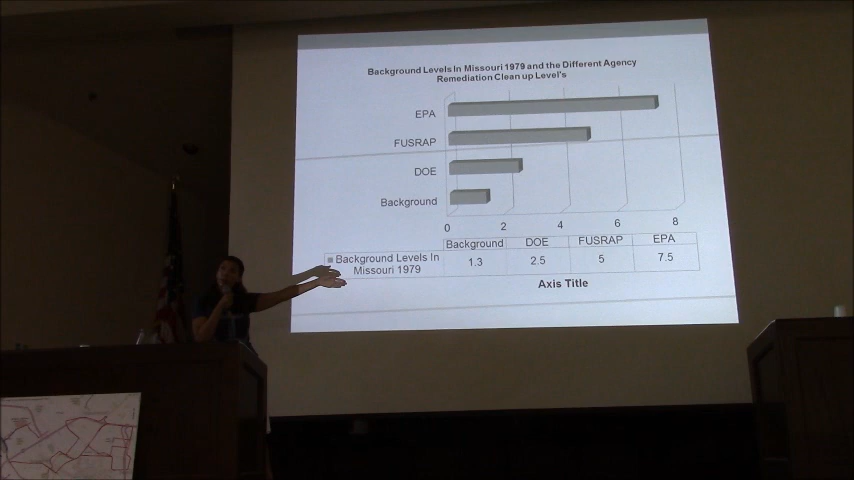 Background Levels In Missouri 1979 and the Different Agency
Remediation Clean up Level's
EPA
FUSRAP
DOE
Background
0 2 4 6 8
Background DOE FUSRAP EPA
Background Levels In
Missouri 1979
1.3 2.5 5 7.5
Axis Title